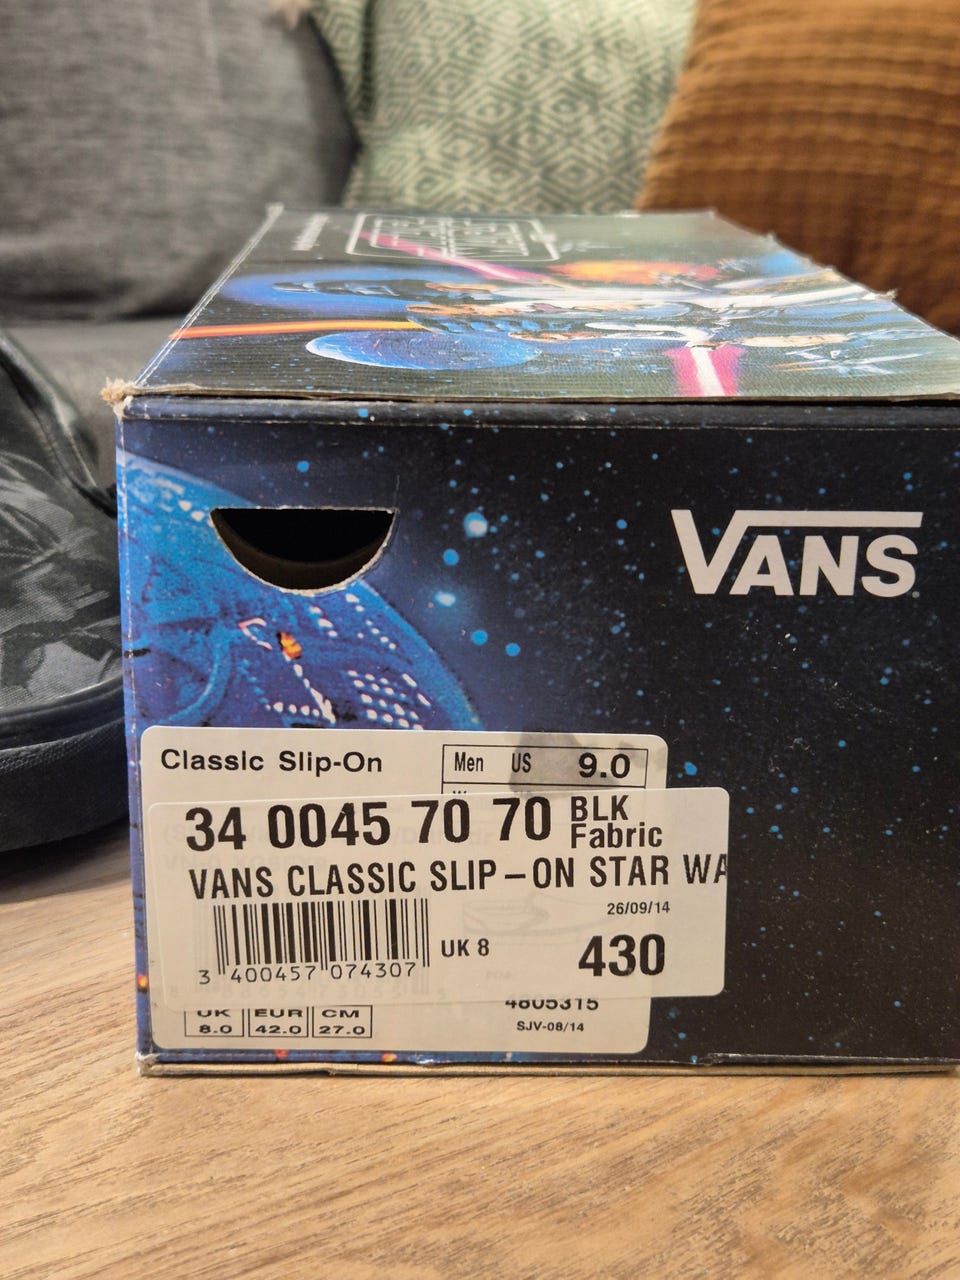 VANS
Classic Slip-On
Men US 9.0
34 0045 70 70 BLK
Fabric
VANS CLASSIC SLIP-ON STAR WA
26/09/14
3 400457 074307
UK 8
430
4805315
UK EUR CM
8.0 42.0 27.0
SJV-08/14